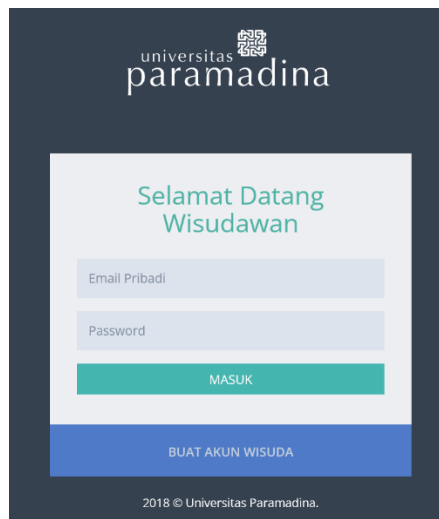 universitas
paramadina
Selamat Datang
Wisudawan
Email Pribadi
Password
MASUK
BUAT AKUN WISUDA
2018 © Universitas Paramadina.